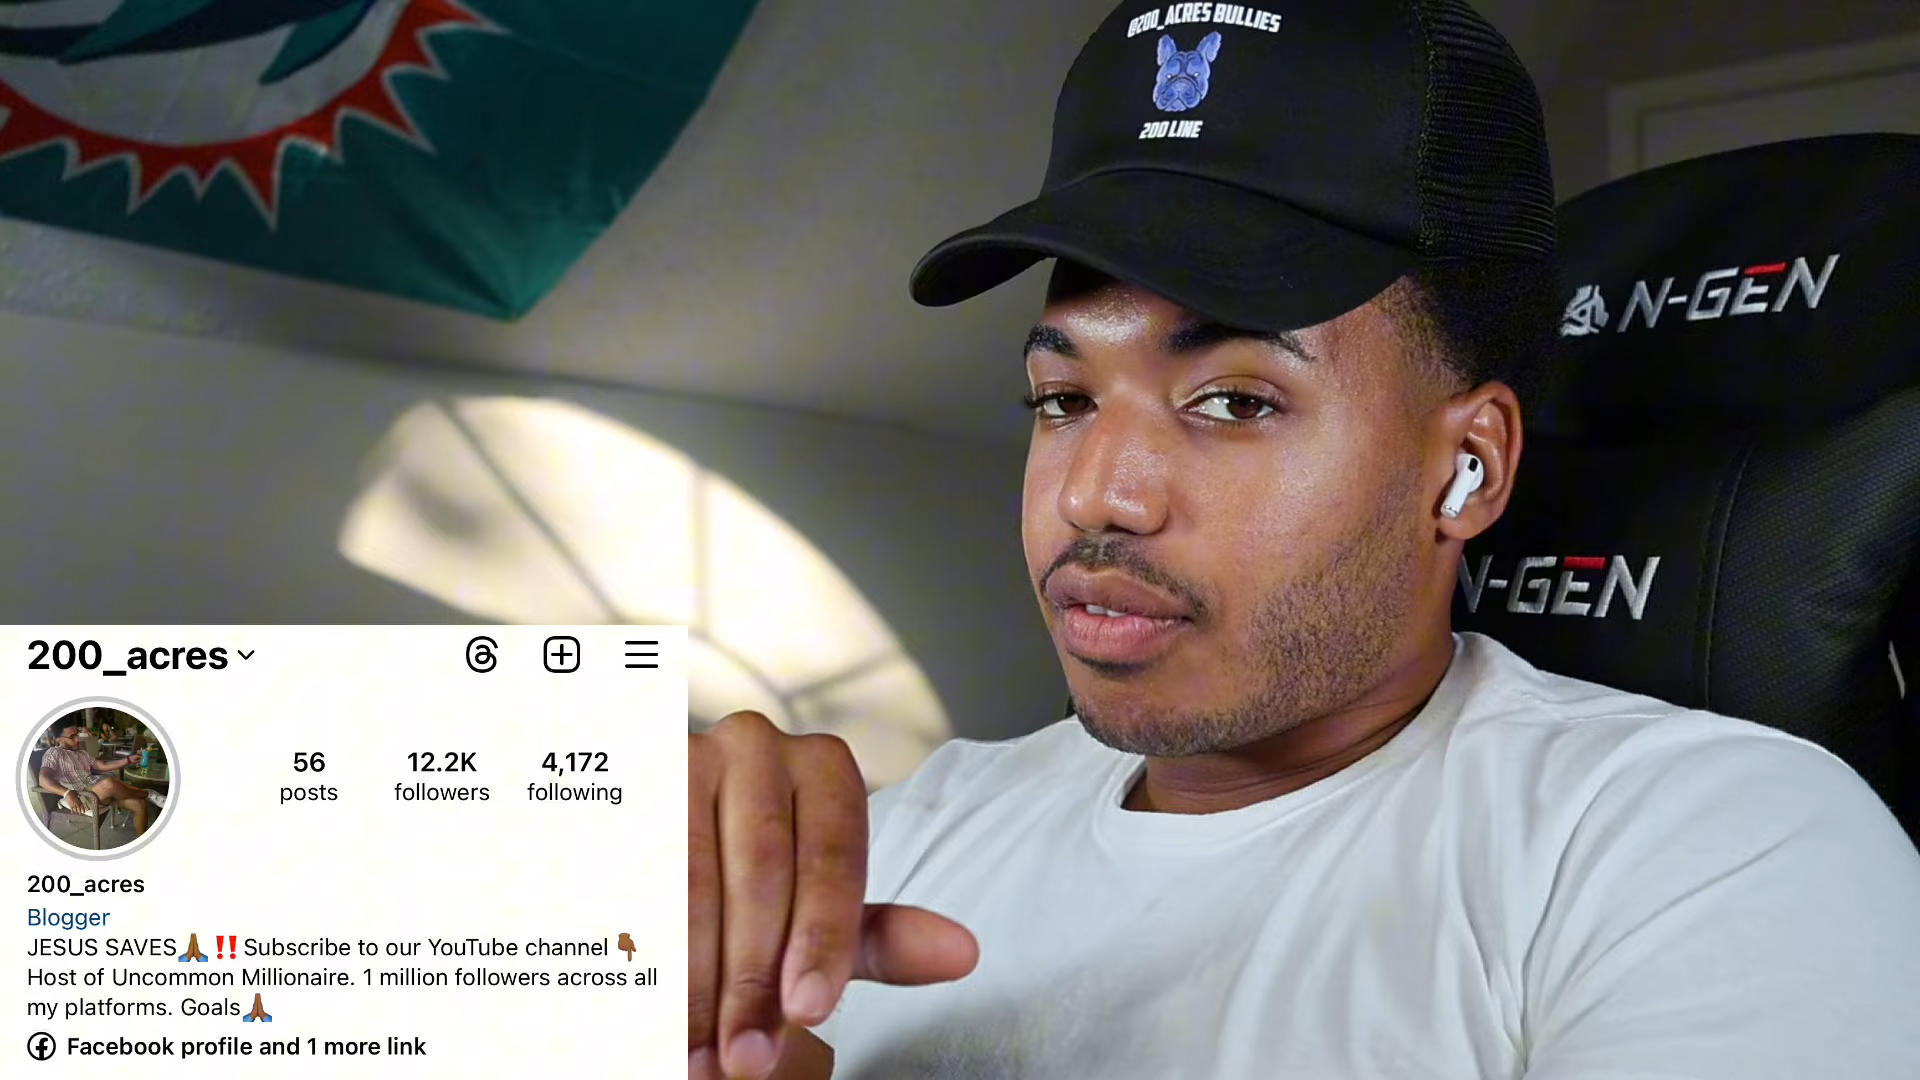 @200_ACRES BULLIES
200 LINE
N-GEN
N-GEN
200_acres
56
posts
12.2K
followers
4,172
following
200_acres
Blogger
JESUS SAVES🙏🏾‼️Subscribe to our YouTube channel👇🏾
Host of Uncommon Millionaire. 1 million followers across all
my platforms. Goals🙏🏾
Facebook profile and 1 more link